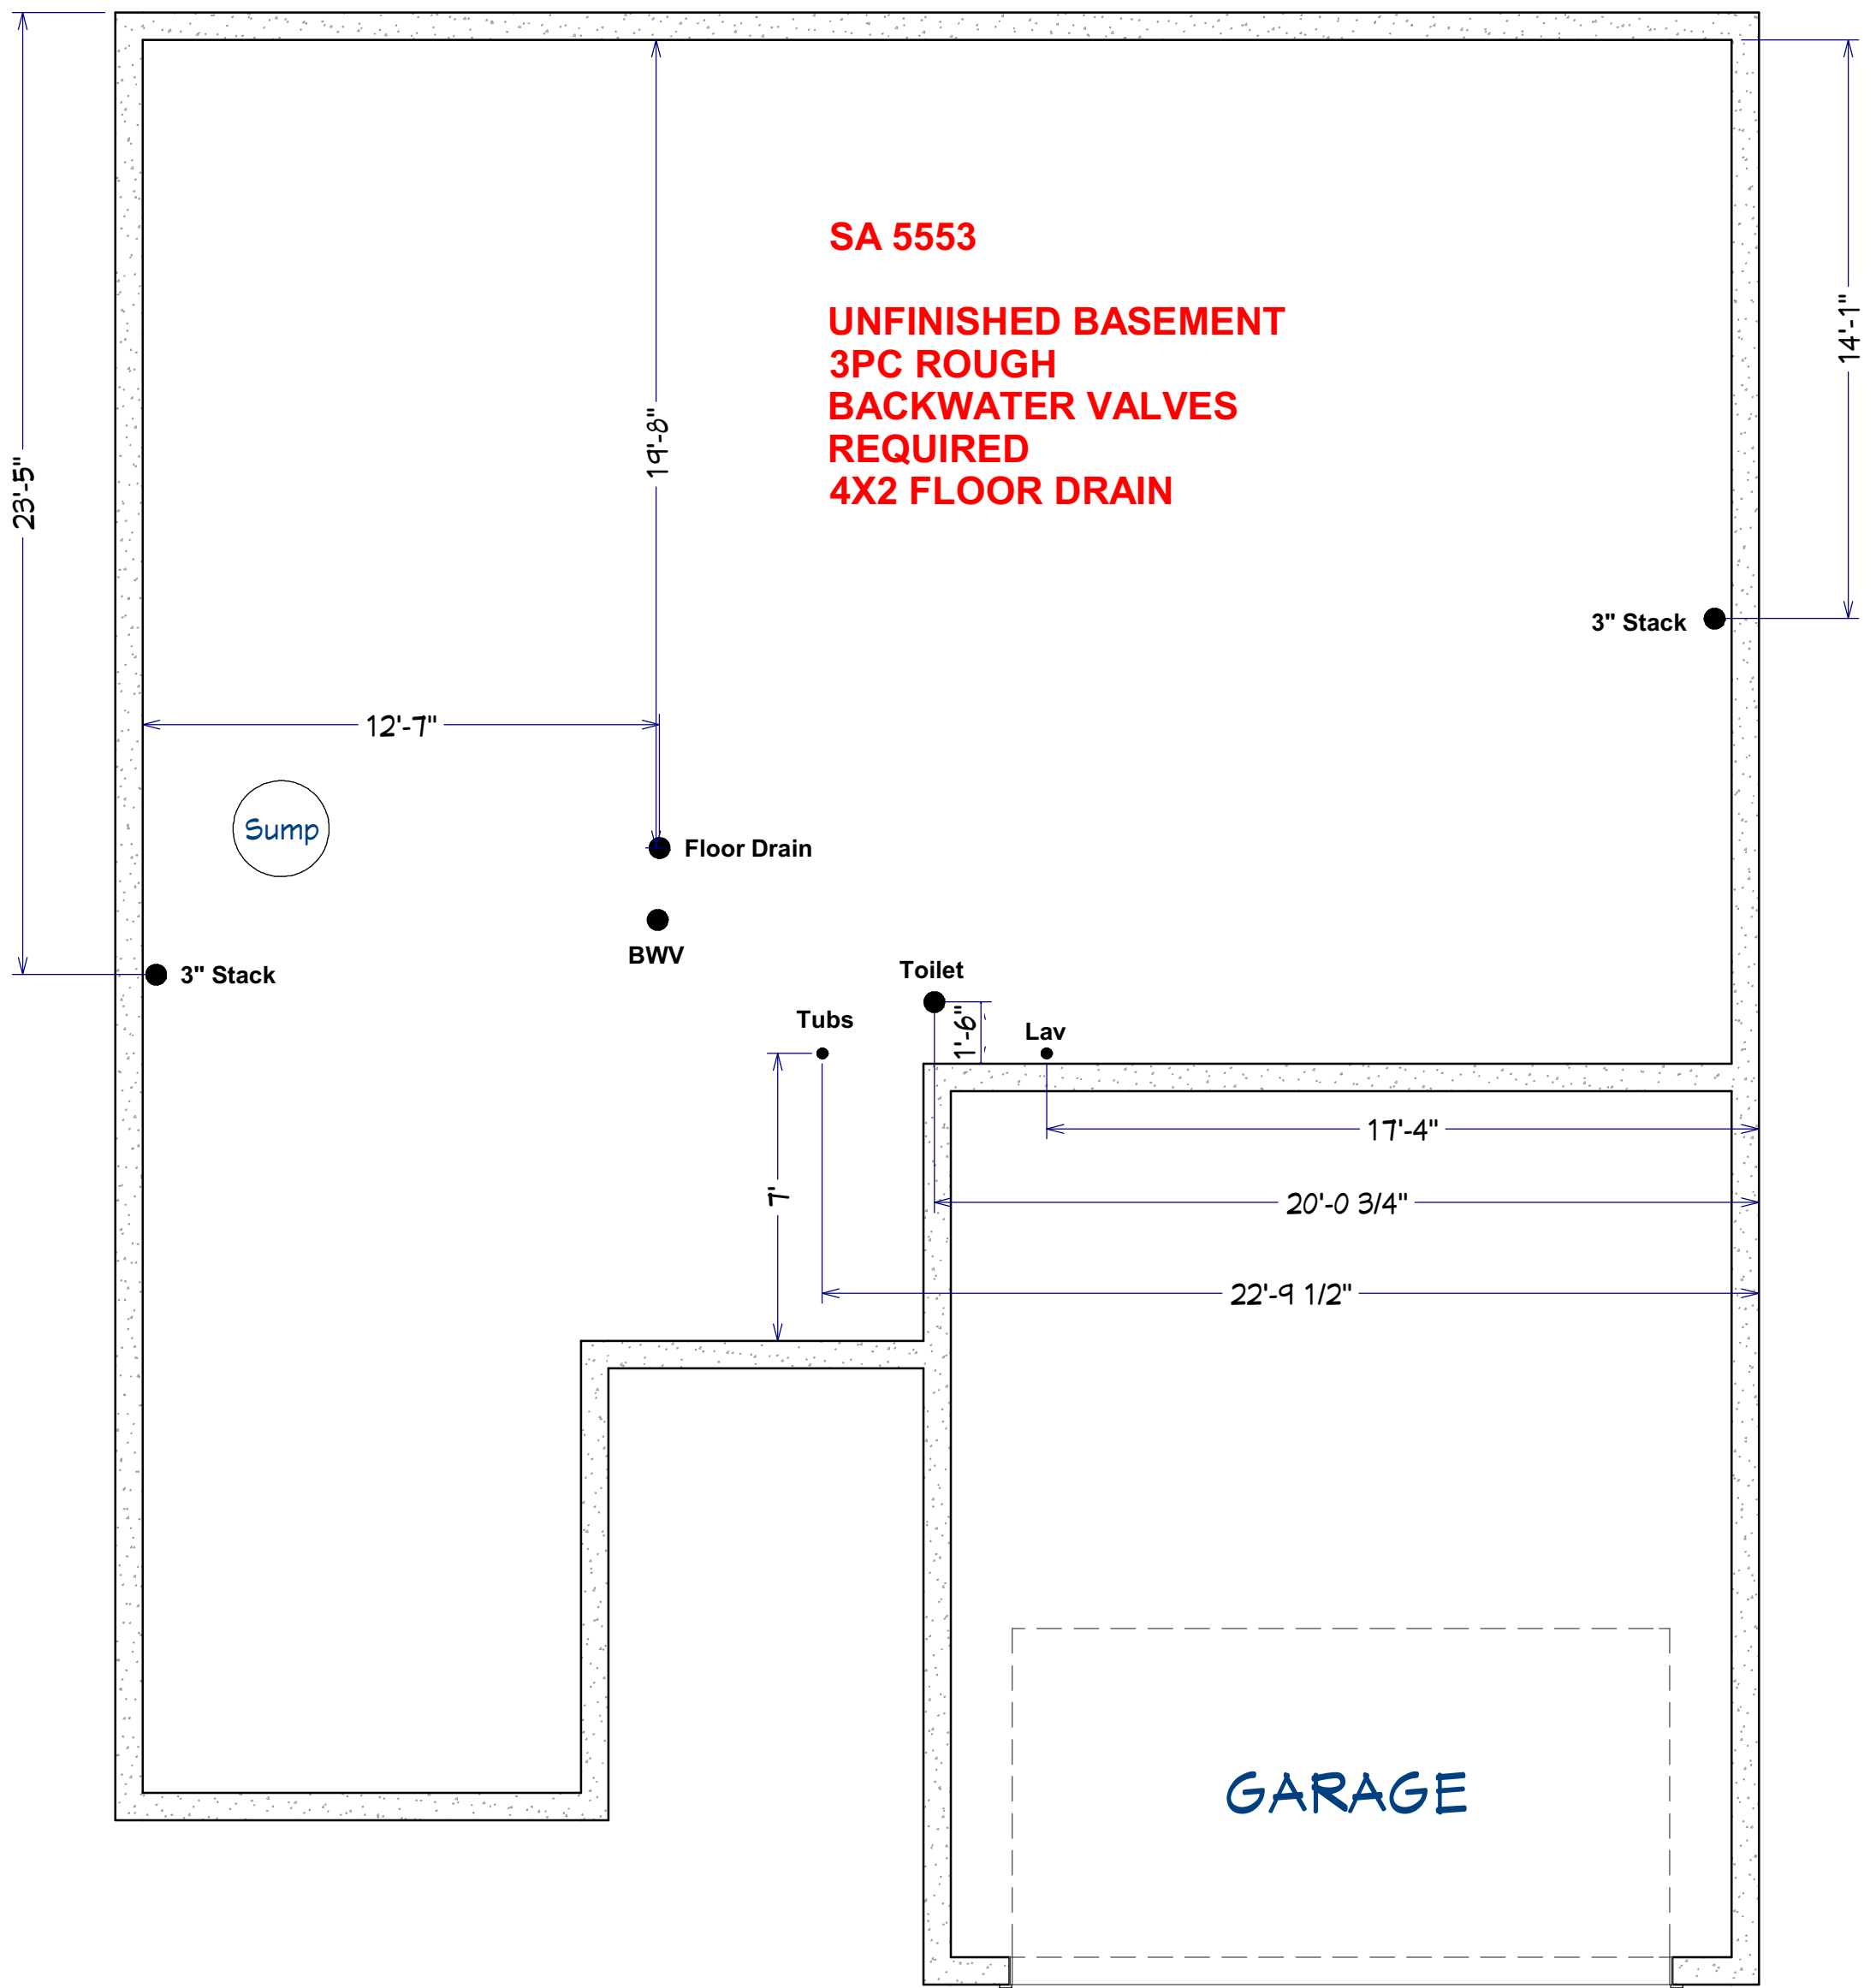 SA 5553
UNFINISHED BASEMENT
3PC ROUGH
BACKWATER VALVES
REQUIRED
4X2 FLOOR DRAIN
23'-5"
19'-8"
14'-1"
3" Stack
12'-7"
Sump
Floor Drain
BWV
3" Stack
Toilet
Tubs
1'-6"
Lav
17'-4"
7'
20'-0 3/4"
22'-9 1/2"
GARAGE